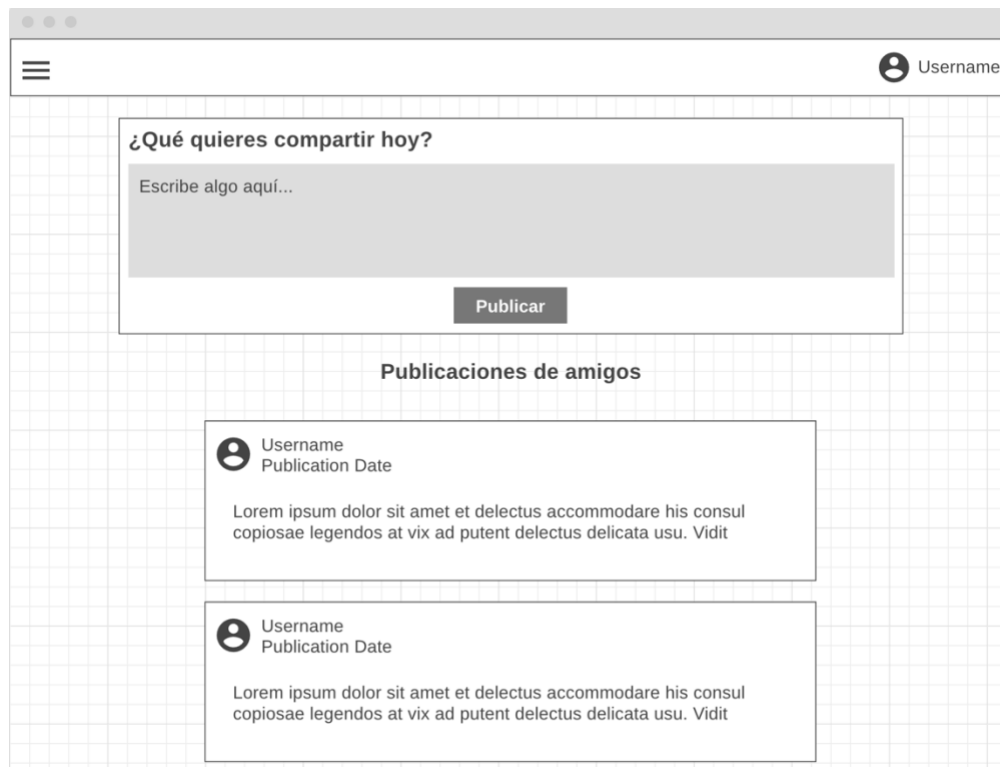 Username
¿Qué quieres compartir hoy?
Escribe algo aquí...
Publicar
Publicaciones de amigos
Username
Publication Date
Lorem ipsum dolor sit amet et delectus accommodare his consul
copiosae legendos at vix ad putent delectus delicata usu. Vidit
Username
Publication Date
Lorem ipsum dolor sit amet et delectus accommodare his consul
copiosae legendos at vix ad putent delectus delicata usu. Vidit